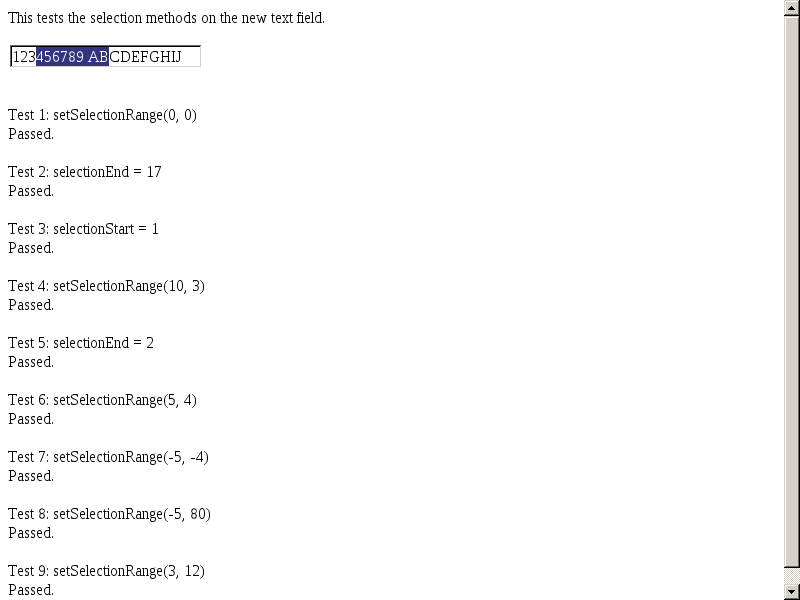 This tests the selection methods on the new text field.
123456789 ABCDEFGHIJ
Test 1: setSelectionRange(0, 0)
Passed.
Test 2: selectionEnd = 17
Passed.
Test 3: selectionStart = 1
Passed.
Test 4: setSelectionRange(10, 3)
Passed.
Test 5: selectionEnd = 2
Passed.
Test 6: setSelectionRange(5, 4)
Passed.
Test 7: setSelectionRange(-5, -4)
Passed.
Test 8: setSelectionRange(-5, 80)
Passed.
Test 9: setSelectionRange(3, 12)
Passed.